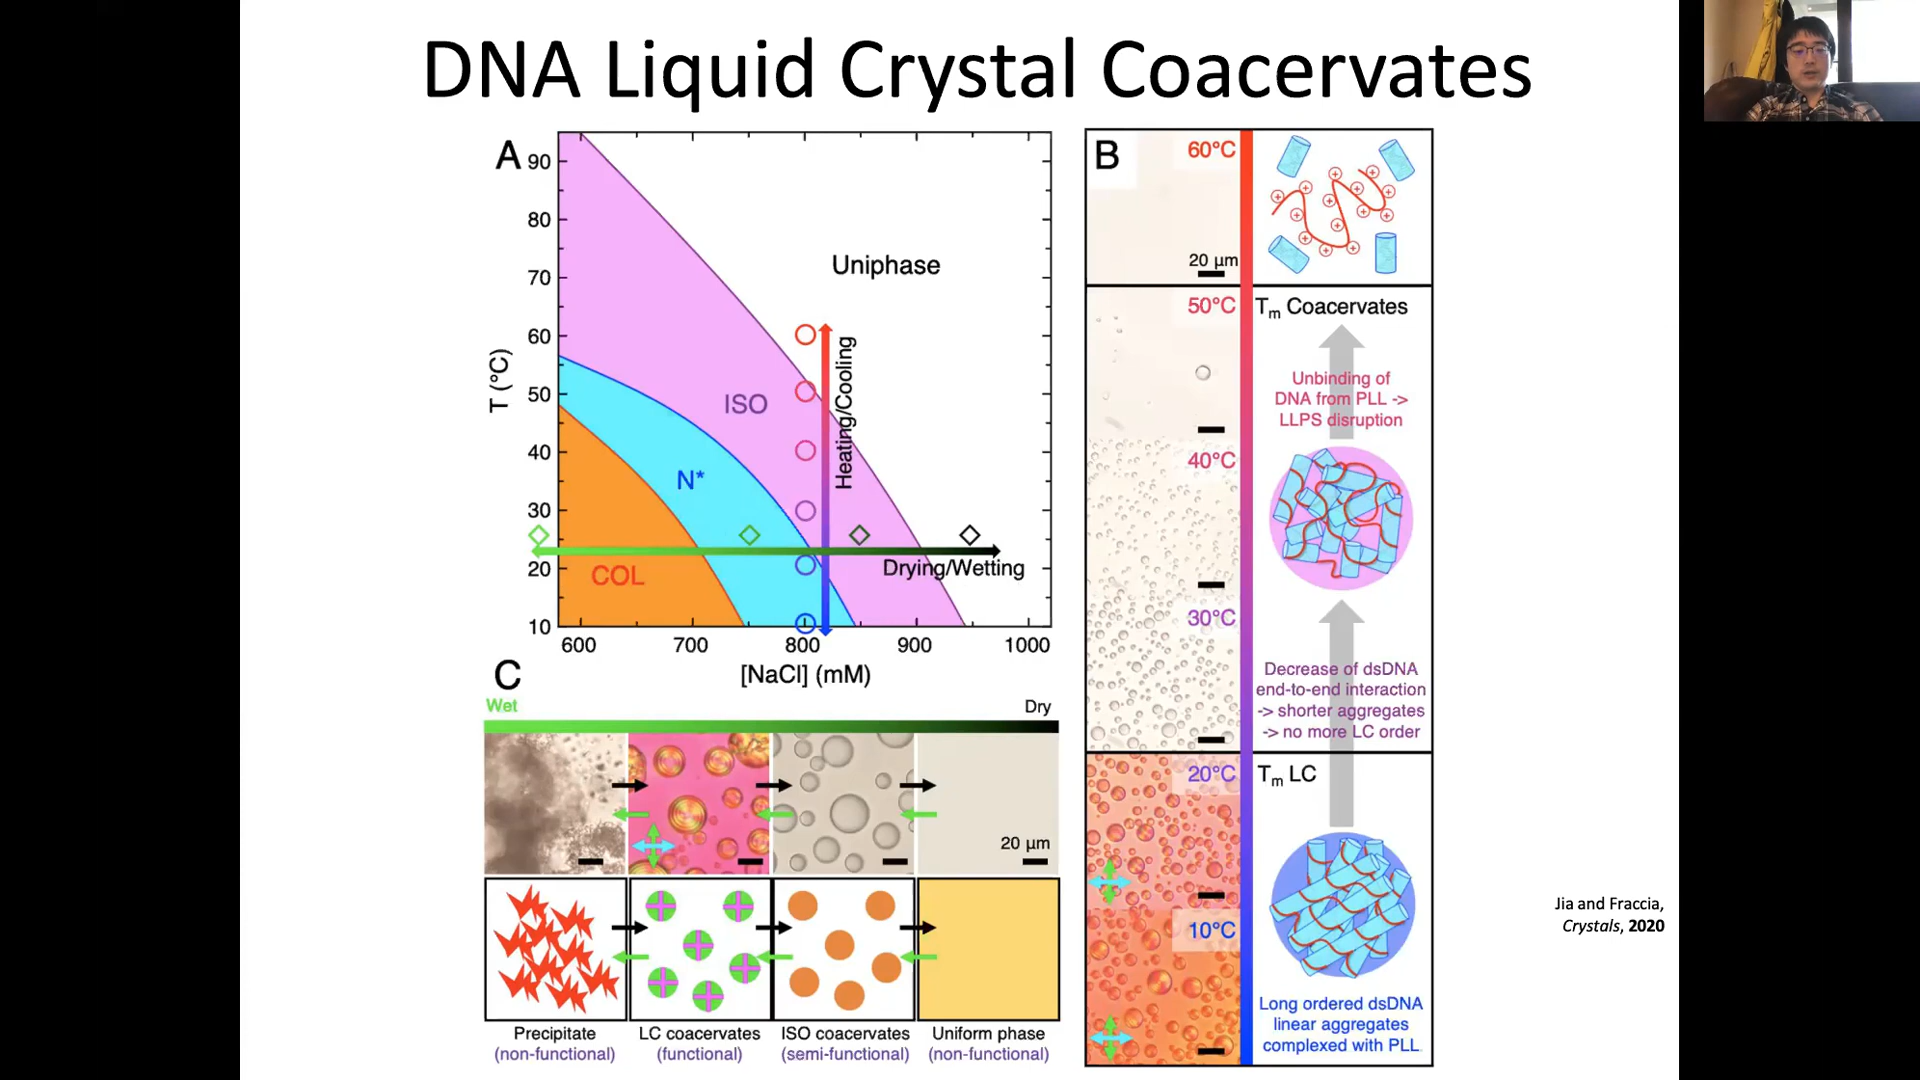 DNA Liquid Crystal Coacervates
A
90
80
70
60
50
40
30
20
10
T (°C)
Uniphase
ISO
N*
COL
Heating/Cooling
Drying/Wetting
600 700 800 900 1000
[NaCl] (mM)
B
60°C
20 µm
50°C
Tm Coacervates
Unbinding of
DNA from PLL ->
LLPS disruption
40°C
30°C
Decrease of dsDNA
end-to-end interaction
-> shorter aggregates
-> no more LC order
20°C
Tm LC
10°C
Long ordered dsDNA
linear aggregates
complexed with PLL
C
Wet Dry
20 µm
Precipitate
(non-functional)
LC coacervates
(functional)
ISO coacervates
(semi-functional)
Uniform phase
(non-functional)
Jia and Fraccia,
Crystals, 2020